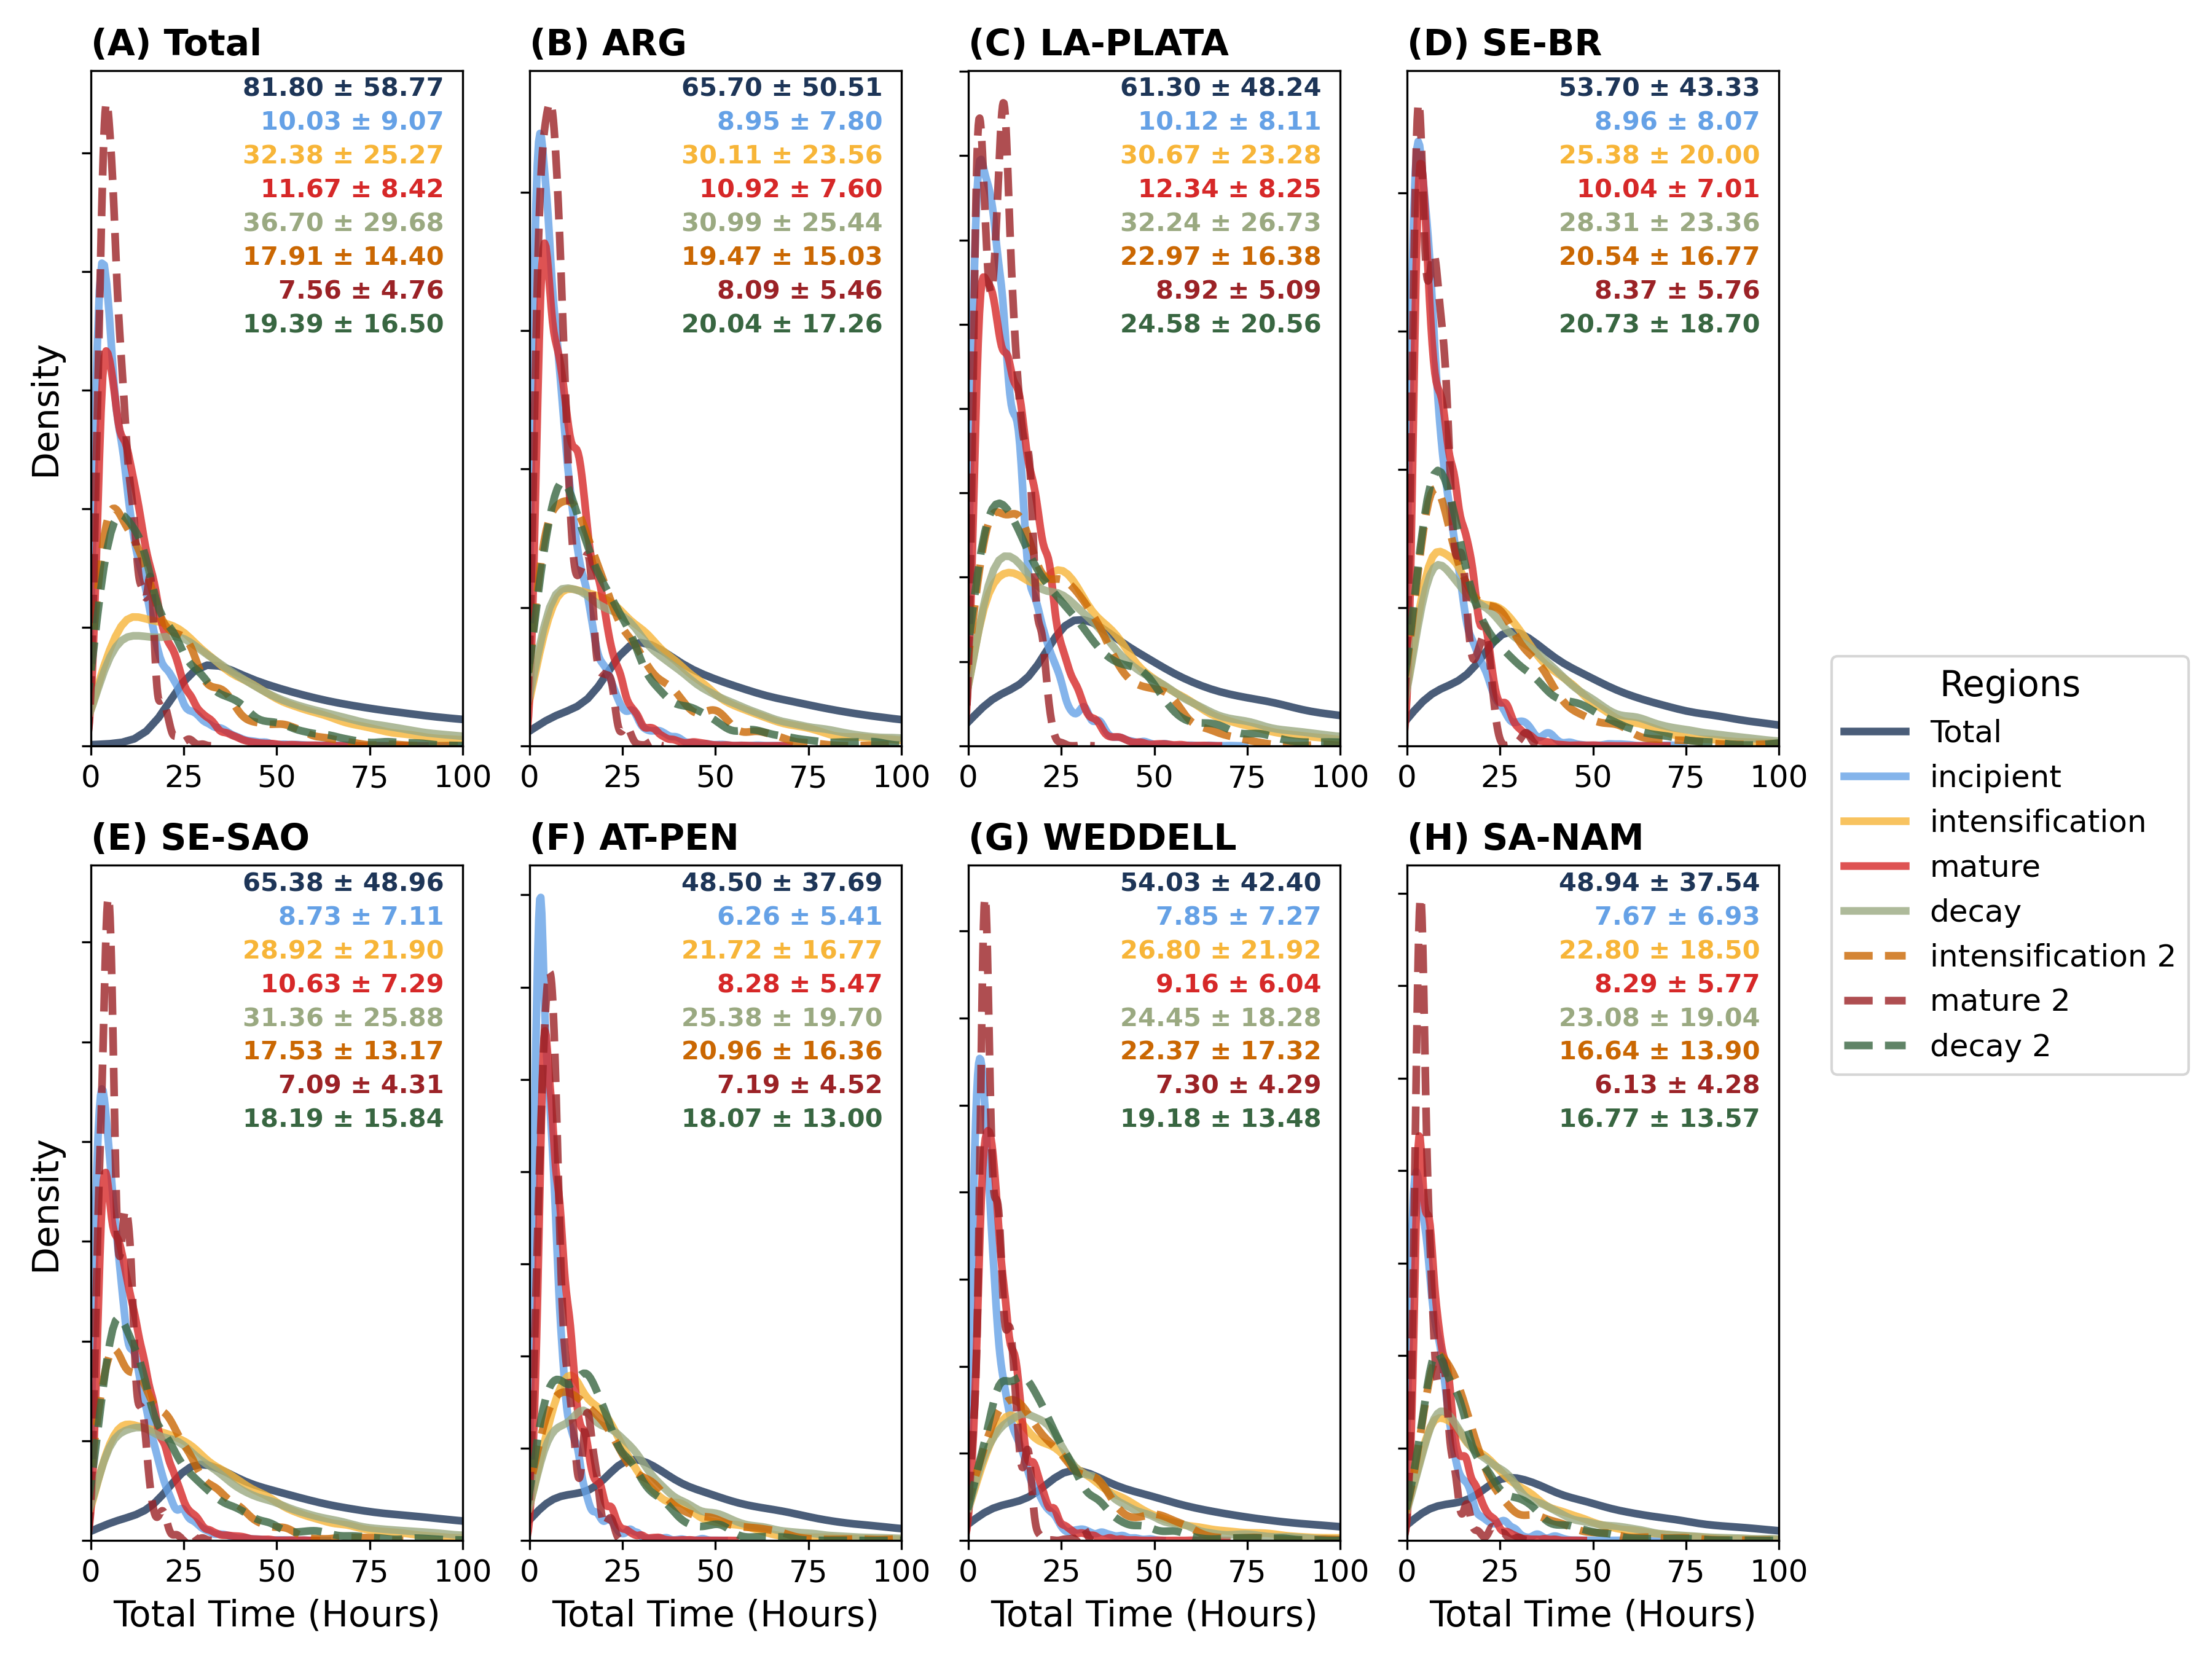 (A) Total
81.80 ± 58.77
10.03 ± 9.07
32.38 ± 25.27
11.67 ± 8.42
36.70 ± 29.68
17.91 ± 14.40
7.56 ± 4.76
19.39 ± 16.50
Density
0 25 50 75 100
(B) ARG
65.70 ± 50.51
8.95 ± 7.80
30.11 ± 23.56
10.92 ± 7.60
30.99 ± 25.44
19.47 ± 15.03
8.09 ± 5.46
20.04 ± 17.26
0 25 50 75 100
(C) LA-PLATA
61.30 ± 48.24
10.12 ± 8.11
30.67 ± 23.28
12.34 ± 8.25
32.24 ± 26.73
22.97 ± 16.38
8.92 ± 5.09
24.58 ± 20.56
0 25 50 75 100
(D) SE-BR
53.70 ± 43.33
8.96 ± 8.07
25.38 ± 20.00
10.04 ± 7.01
28.31 ± 23.36
20.54 ± 16.77
8.37 ± 5.76
20.73 ± 18.70
0 25 50 75 100
(E) SE-SAO
65.38 ± 48.96
8.73 ± 7.11
28.92 ± 21.90
10.63 ± 7.29
31.36 ± 25.88
17.53 ± 13.17
7.09 ± 4.31
18.19 ± 15.84
Density
0 25 50 75 100
Total Time (Hours)
(F) AT-PEN
48.50 ± 37.69
6.26 ± 5.41
21.72 ± 16.77
8.28 ± 5.47
25.38 ± 19.70
20.96 ± 16.36
7.19 ± 4.52
18.07 ± 13.00
0 25 50 75 100
Total Time (Hours)
(G) WEDDELL
54.03 ± 42.40
7.85 ± 7.27
26.80 ± 21.92
9.16 ± 6.04
24.45 ± 18.28
22.37 ± 17.32
7.30 ± 4.29
19.18 ± 13.48
0 25 50 75 100
Total Time (Hours)
(H) SA-NAM
48.94 ± 37.54
7.67 ± 6.93
22.80 ± 18.50
8.29 ± 5.77
23.08 ± 19.04
16.64 ± 13.90
6.13 ± 4.28
16.77 ± 13.57
0 25 50 75 100
Total Time (Hours)
Regions
Total
incipient
intensification
mature
decay
intensification 2
mature 2
decay 2